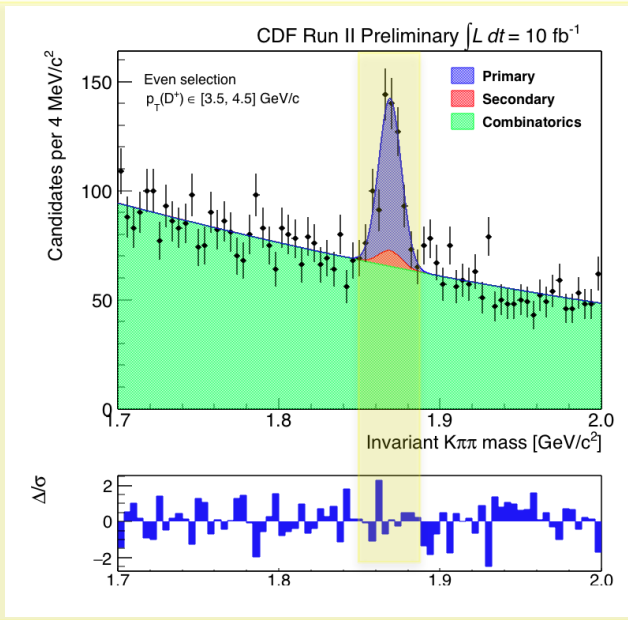 CDF Run II Preliminary ∫L dt = 10 fb⁻¹
Candidates per 4 MeV/c²
150
100
50
0
Even selection
p_T(D⁺) ∈ [3.5, 4.5] GeV/c
Primary
Secondary
Combinatorics
1.7 1.8 1.9 2.0
Invariant Kππ mass [GeV/c²]
Δ/σ
2
0
−2
1.7 1.8 1.9 2.0